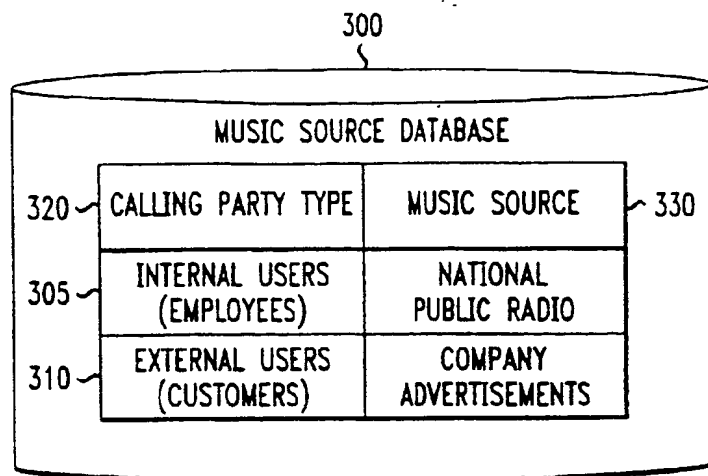 300
MUSIC SOURCE DATABASE
320 CALLING PARTY TYPE MUSIC SOURCE 330
305 INTERNAL USERS (EMPLOYEES) NATIONAL PUBLIC RADIO
310 EXTERNAL USERS (CUSTOMERS) COMPANY ADVERTISEMENTS